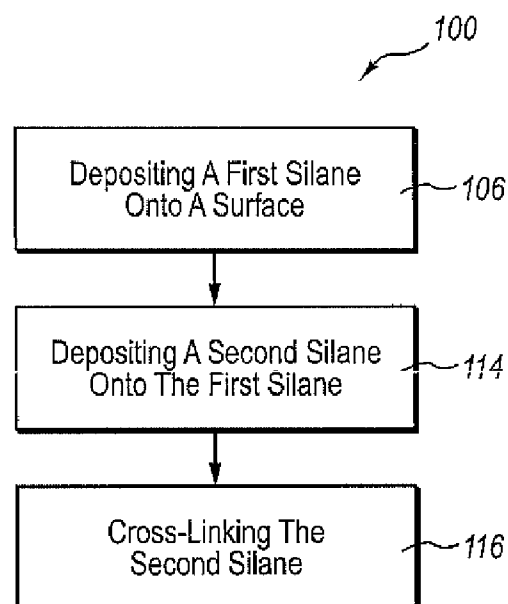 100
Depositing A First Silane
Onto A Surface
106
Depositing A Second Silane
Onto The First Silane
114
Cross-Linking The
Second Silane
116